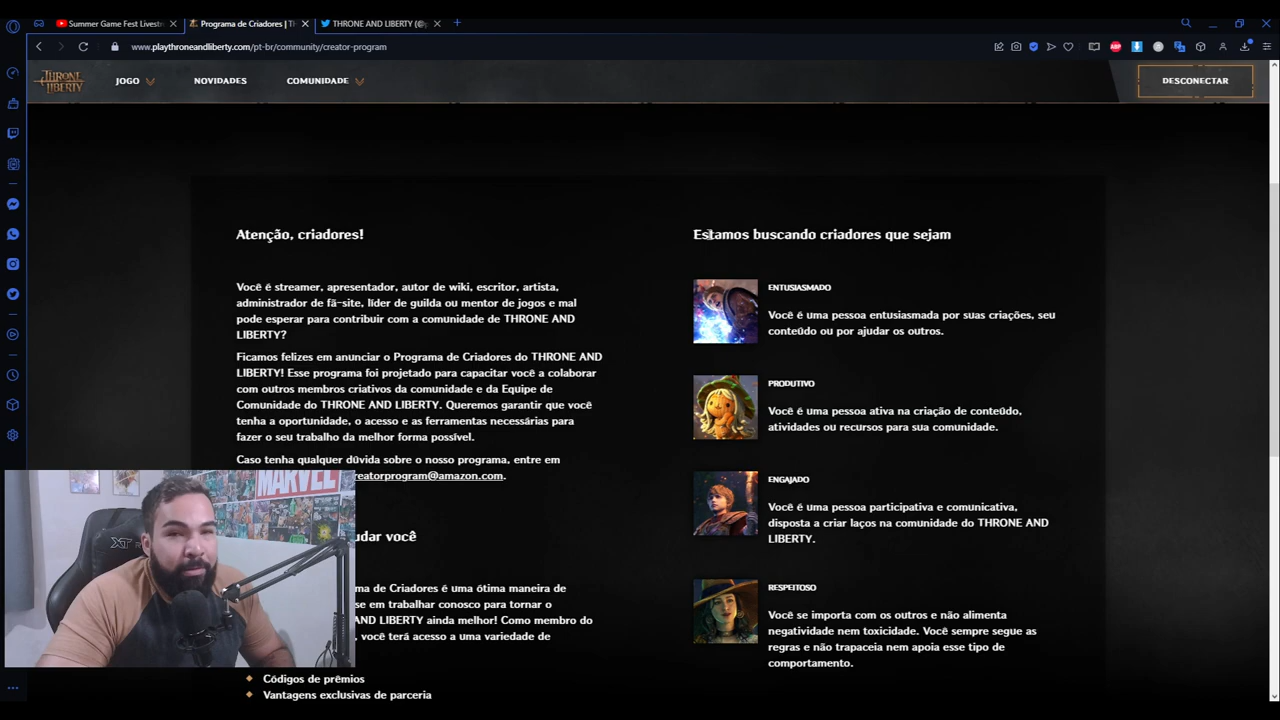 Summer Game Fest Livestre
Programa de Criadores | T
THRONE AND LIBERTY (@p
www.playthroneandliberty.com/pt-br/community/creator-program
ABP
THRONE
LIBERTY
JOGO
NOVIDADES
COMUNIDADE
DESCONECTAR
Atenção, criadores!
Você é streamer, apresentador, autor de wiki, escritor, artista,
administrador de fã-site, líder de guilda ou mentor de jogos e mal
pode esperar para contribuir com a comunidade de THRONE AND
LIBERTY?
Ficamos felizes em anunciar o Programa de Criadores do THRONE AND
LIBERTY! Esse programa foi projetado para capacitar você a colaborar
com outros membros criativos da comunidade e da Equipe de
Comunidade do THRONE AND LIBERTY. Queremos garantir que você
tenha a oportunidade, o acesso e as ferramentas necessárias para
fazer o seu trabalho da melhor forma possível.
Caso tenha qualquer dúvida sobre o nosso programa, entre em
reatorprogram@amazon.com.
udar você
ma de Criadores é uma ótima maneira de
se em trabalhar conosco para tornar o
AND LIBERTY ainda melhor! Como membro do
, você terá acesso a uma variedade de
Códigos de prêmios
Vantagens exclusivas de parceria
Estamos buscando criadores que sejam
ENTUSIASMADO
Você é uma pessoa entusiasmada por suas criações, seu
conteúdo ou por ajudar os outros.
PRODUTIVO
Você é uma pessoa ativa na criação de conteúdo,
atividades ou recursos para sua comunidade.
ENGAJADO
Você é uma pessoa participativa e comunicativa,
disposta a criar laços na comunidade do THRONE AND
LIBERTY.
RESPEITOSO
Você se importa com os outros e não alimenta
negatividade nem toxicidade. Você sempre segue as
regras e não trapaceia nem apoia esse tipo de
comportamento.
MARVEL
XT